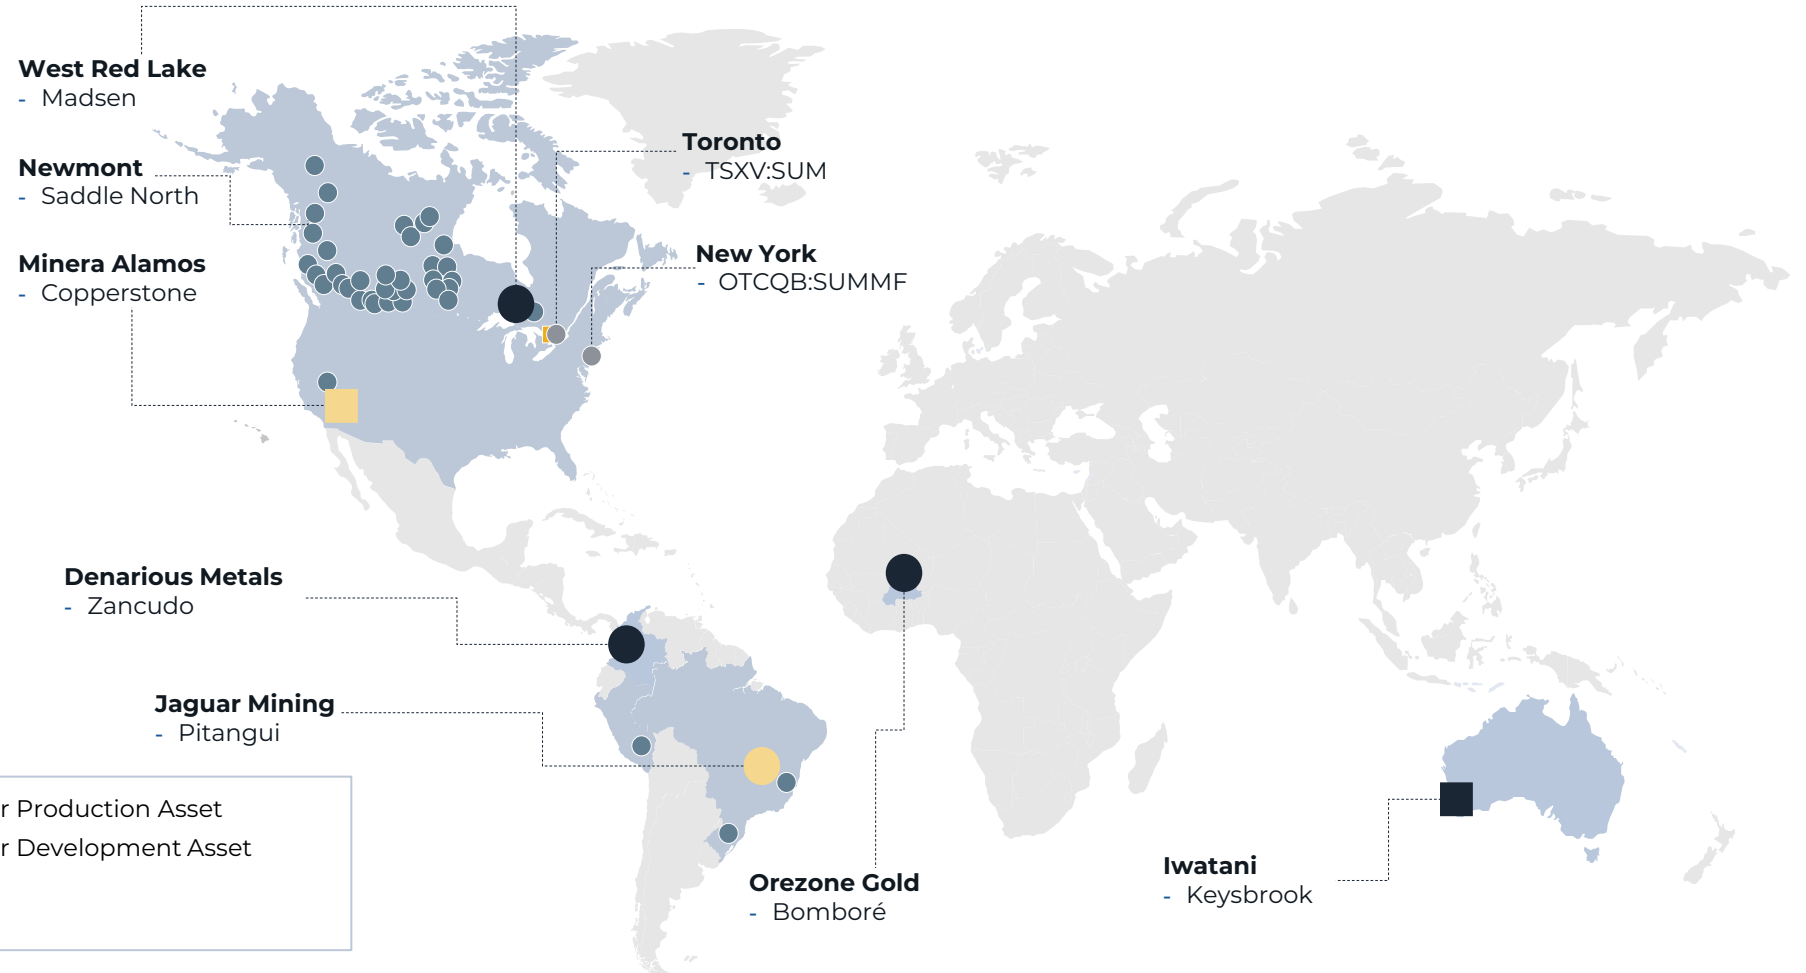 West Red Lake
- Madsen
Newmont
- Saddle North
Minera Alamos
- Copperstone
Toronto
- TSXV:SUM
New York
- OTCQB:SUMMF
Denarious Metals
- Zancudo
Jaguar Mining
- Pitangui
r Production Asset
r Development Asset
Orezone Gold
- Bomboré
Iwatani
- Keysbrook